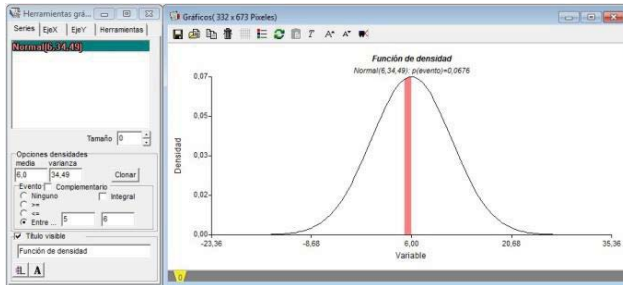 Herramientas grá...
Series EjeX EjeY Herramientas
Normal(6,34,49)
Tamaño 0
Opciones densidades
media varianza
6,0 34,49 Clonar
Evento Complementario
Ninguno Integral
>=
<=
Entre ... 5 6
Título visible
Función de densidad
A
Gráficos( 332 x 673 Pixeles)
T A+ A-
Función de densidad
Normal(6,34,49): p(evento)=0,0676
0,07
0,05
0,03
0,02
0,00
Densidad
-23,36 -8,68 6,00 20,68 35,36
Variable
0